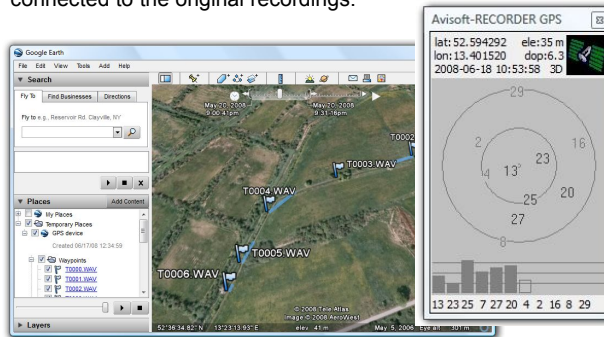 connected to the original recordings.
Google Earth
File Edit View Tools Add Help
Search
Fly To Find Businesses Directions
Fly to e.g., Reservoir Rd, Clayville, NY
Places Add Content
My Places
Temporary Places
GPS device
Created 06/17/08 12:34:59
Waypoints
T0000.WAV
T0001.WAV
T0002.WAV
Layers
May 20, 2008 May 20, 2008
9:00:41pm 9:31:16pm
T0002
T0003.WAV
T0004.WAV
T0005.WAV
T0006.WAV
© 2008 Tele Atlas
Image © 2008 AeroWest
52°36'34.82" N 13°23'13.93" E elev 41 m May 5, 2006 Eye alt 301 m
Avisoft-RECORDER GPS
lat: 52.594292 ele:35 m
lon: 13.401520 dop:6.3
2008-06-18 10:53:58 3D
29
2 16
23
4 13°
25 20
27
8
13 23 25 7 27 20 4 2 16 8 29